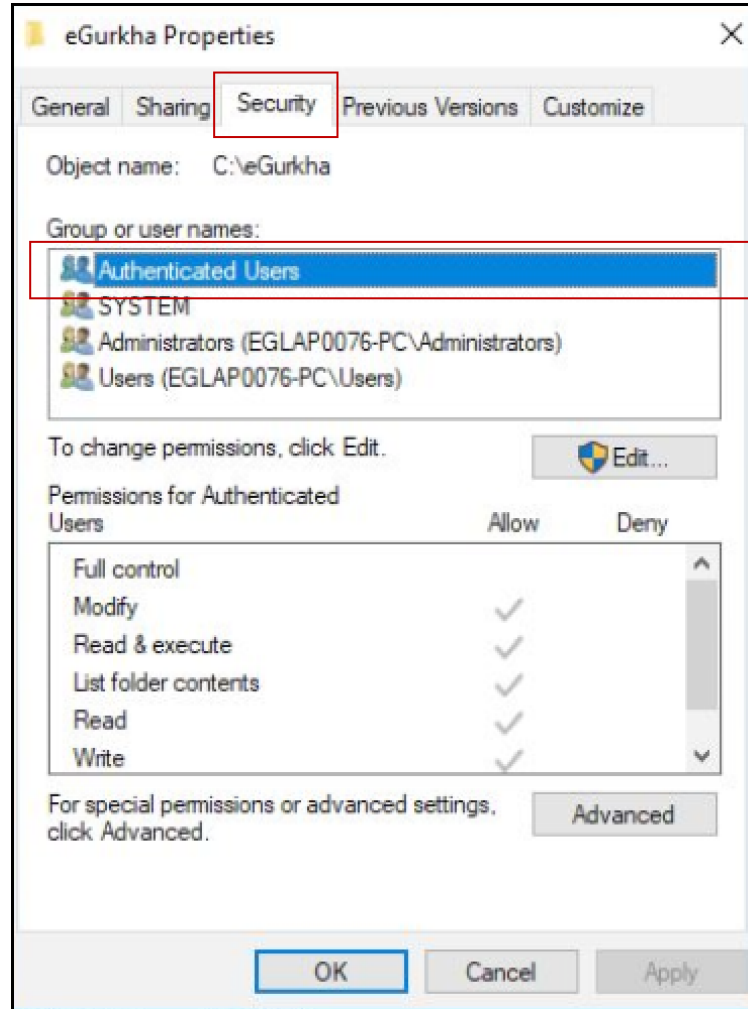 eGurkha Properties
General Sharing Security Previous Versions Customize
Object name: C:\eGurkha
Group or user names:
Authenticated Users
SYSTEM
Administrators (EGLAP0076-PC\Administrators)
Users (EGLAP0076-PC\Users)
To change permissions, click Edit.
Edit...
Permissions for Authenticated
Users Allow Deny
Full control
Modify
Read & execute
List folder contents
Read
Write
For special permissions or advanced settings,
click Advanced.
Advanced
OK Cancel Apply